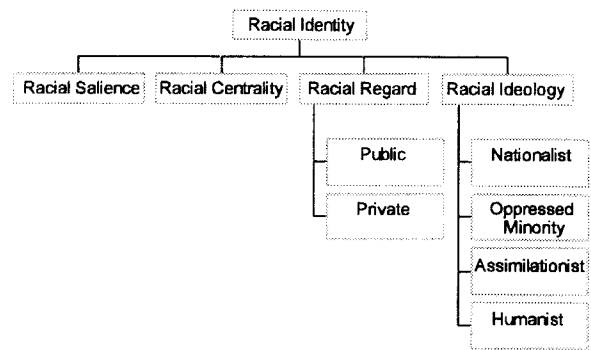 Racial Identity
Racial Salience
Racial Centrality
Racial Regard
Racial Ideology
Public
Private
Nationalist
Oppressed
Minority
Assimilationist
Humanist